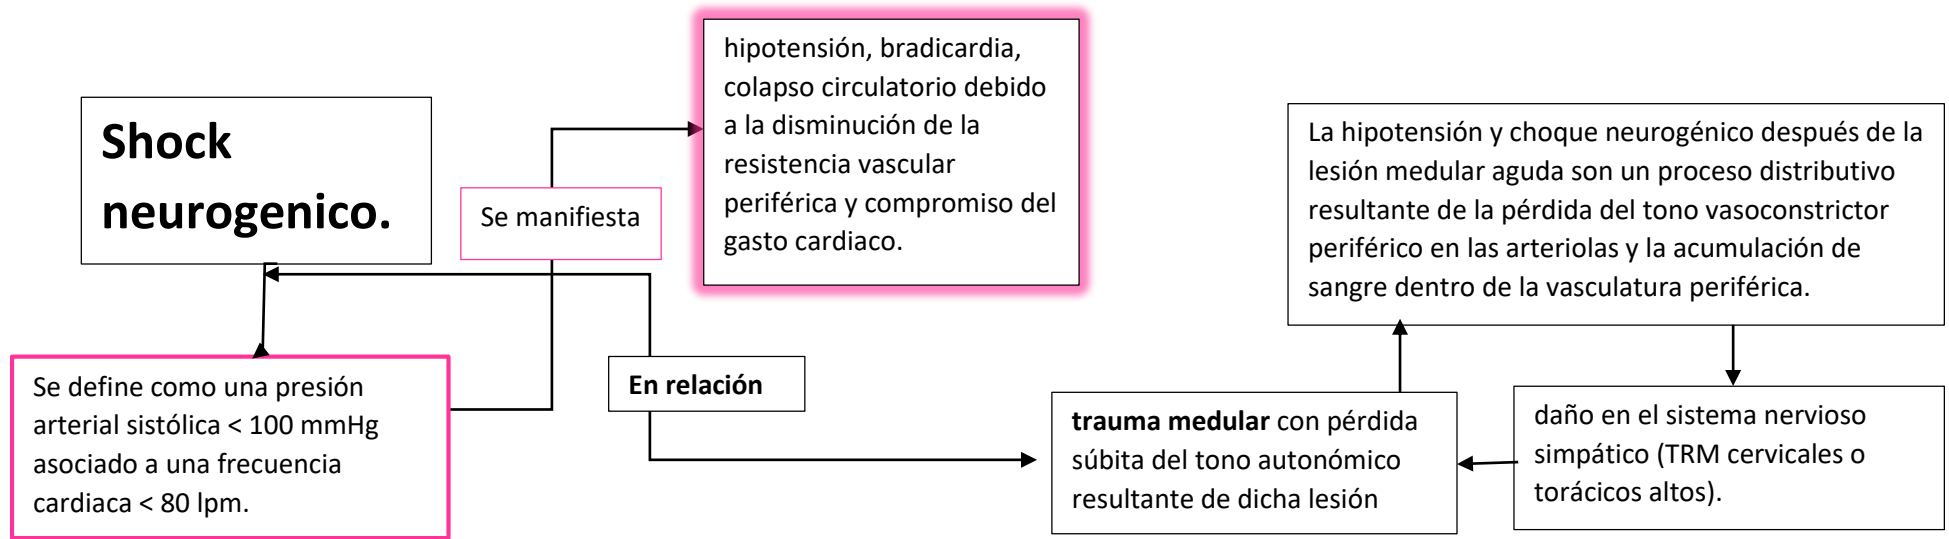 Shock
neurogenico.
Se define como una presión
arterial sistólica < 100 mmHg
asociado a una frecuencia
cardiaca < 80 lpm.
Se manifiesta
hipotensión, bradicardia,
colapso circulatorio debido
a la disminución de la
resistencia vascular
periférica y compromiso del
gasto cardiaco.
En relación
trauma medular con pérdida
súbita del tono autonómico
resultante de dicha lesión
La hipotensión y choque neurogénico después de la
lesión medular aguda son un proceso distributivo
resultante de la pérdida del tono vasoconstrictor
periférico en las arteriolas y la acumulación de
sangre dentro de la vasculatura periférica.
daño en el sistema nervioso
simpático (TRM cervicales o
torácicos altos).